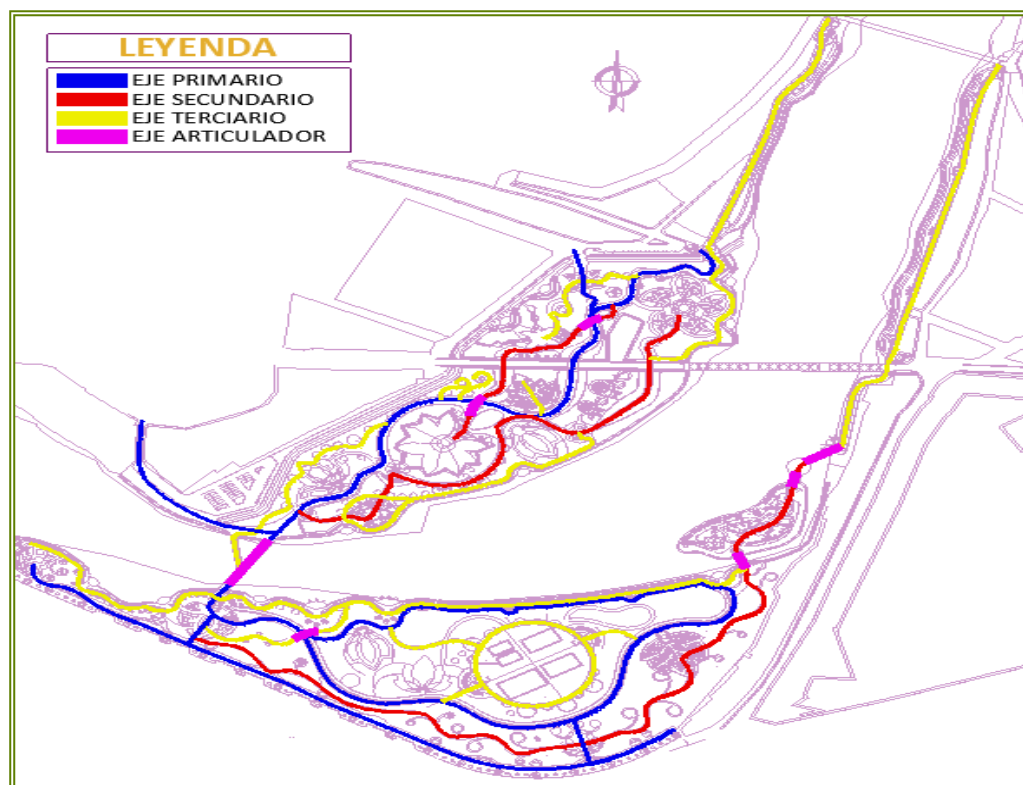 LEYENDA
EJE PRIMARIO
EJE SECUNDARIO
EJE TERCIARIO
EJE ARTICULADOR